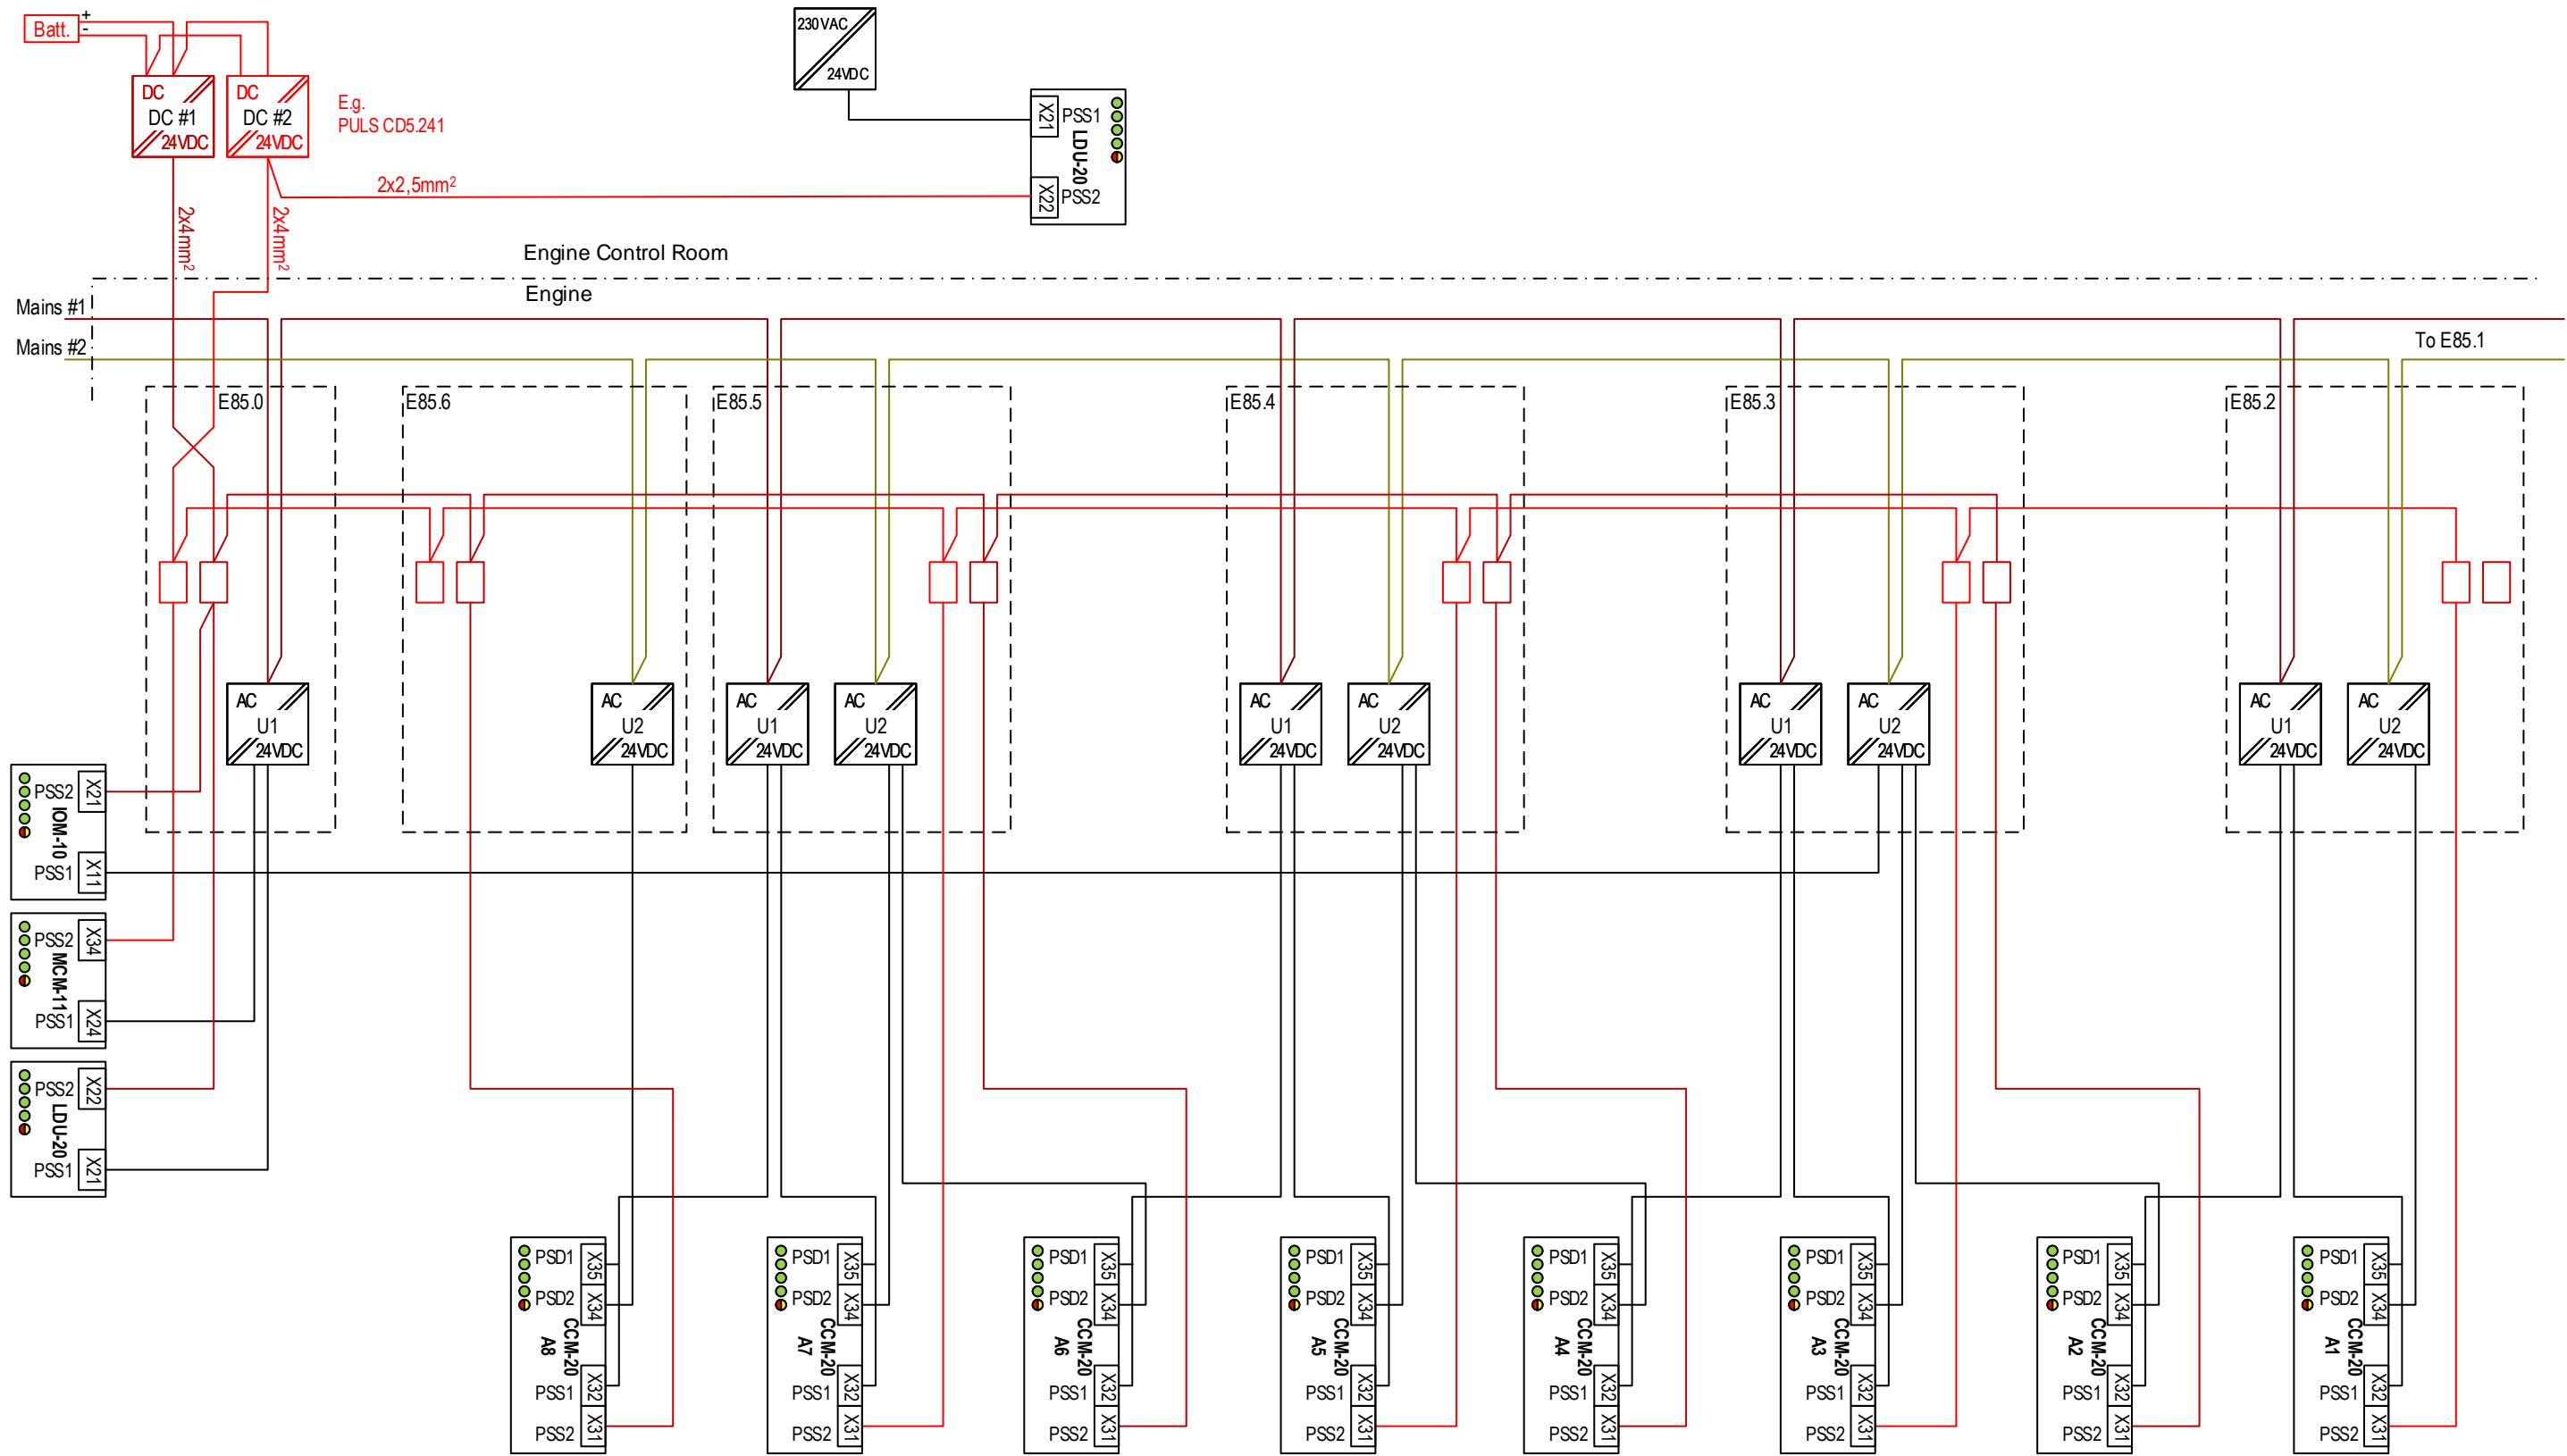 Batt.
+
-
DC
DC #1
24VDC
DC
DC #2
24VDC
E.g.
PULS CD5.241
230VAC
24VDC
X21
PSS1
LDU-20
X22
PSS2
2x2,5mm²
2x4mm²
2x4mm²
Engine Control Room
Engine
Mains #1
Mains #2
To E85.1
E85.0
E85.6
E85.5
E85.4
E85.3
E85.2
AC
U1
24VDC
AC
U2
24VDC
AC
U1
24VDC
AC
U2
24VDC
AC
U1
24VDC
AC
U2
24VDC
AC
U1
24VDC
AC
U2
24VDC
AC
U1
24VDC
AC
U2
24VDC
PSS2
X21
IOM-10
PSS1
X11
PSS2
X34
MCM-11
PSS1
X24
PSS2
X22
LDU-20
PSS1
X21
PSD1
X35
PSD2
X34
CCM-20
A8
PSS1
X32
PSS2
X31
PSD1
X35
PSD2
X34
CCM-20
A7
PSS1
X32
PSS2
X31
PSD1
X35
PSD2
X34
CCM-20
A6
PSS1
X32
PSS2
X31
PSD1
X35
PSD2
X34
CCM-20
A5
PSS1
X32
PSS2
X31
PSD1
X35
PSD2
X34
CCM-20
A4
PSS1
X32
PSS2
X31
PSD1
X35
PSD2
X34
CCM-20
A3
PSS1
X32
PSS2
X31
PSD1
X35
PSD2
X34
CCM-20
A2
PSS1
X32
PSS2
X31
PSD1
X35
PSD2
X34
CCM-20
A1
PSS1
X32
PSS2
X31